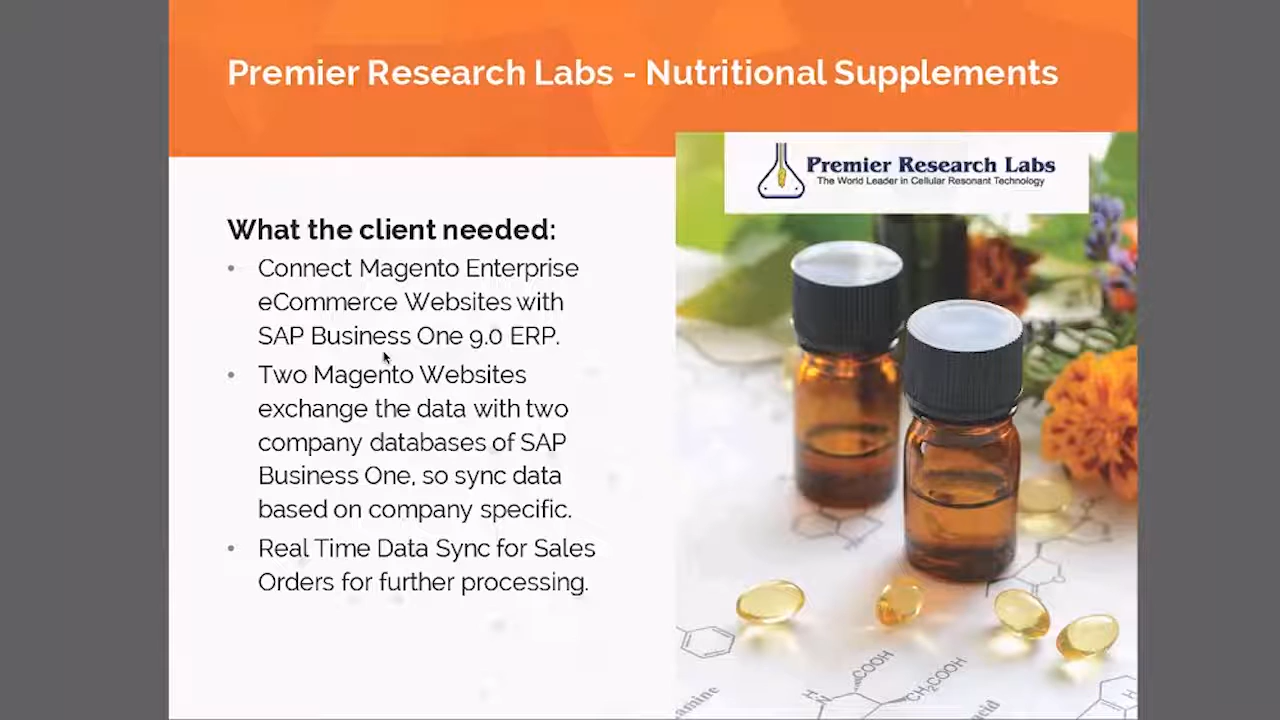 Premier Research Labs - Nutritional Supplements
Premier Research Labs
The World Leader in Cellular Resonant Technology
What the client needed:
• Connect Magento Enterprise
eCommerce Websites with
SAP Business One 9.0 ERP.
• Two Magento Websites
exchange the data with two
company databases of SAP
Business One, so sync data
based on company specific.
• Real Time Data Sync for Sales
Orders for further processing.
COOH
CH2COOH
H
N
amine